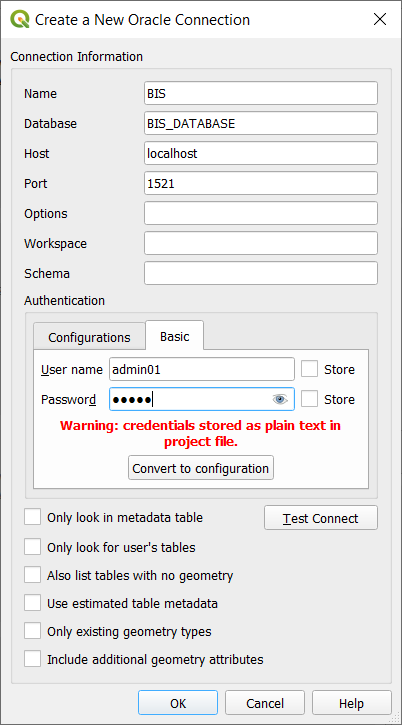 Create a New Oracle Connection
Connection Information
Name BIS
Database BIS_DATABASE
Host localhost
Port 1521
Options
Workspace
Schema
Authentication
Configurations Basic
User name admin01 Store
Password ●●●●● Store
Warning: credentials stored as plain text in
project file.
Convert to configuration
Only look in metadata table Test Connect
Only look for user's tables
Also list tables with no geometry
Use estimated table metadata
Only existing geometry types
Include additional geometry attributes
OK Cancel Help